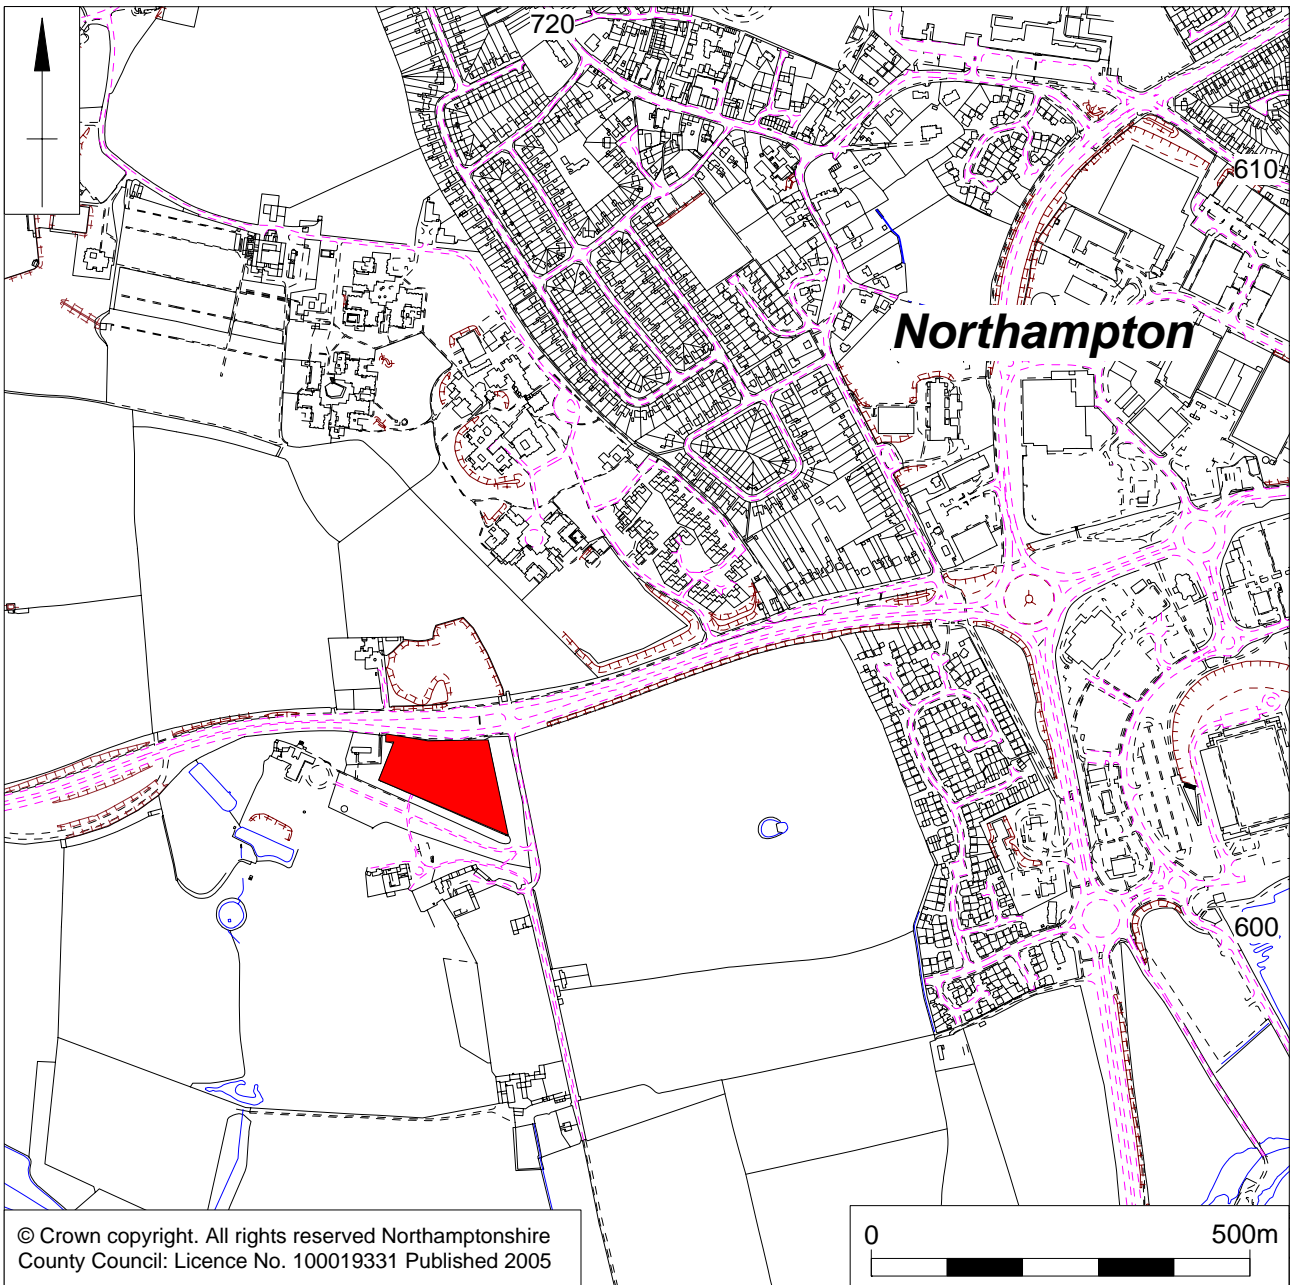 720
610
Northampton
600
© Crown copyright. All rights reserved Northamptonshire
County Council: Licence No. 100019331 Published 2005
0 500m